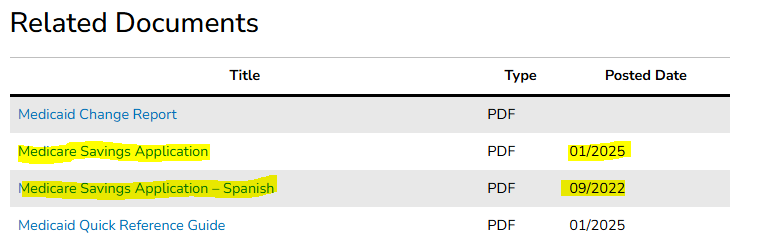 Related Documents
Title Type Posted Date
Medicaid Change Report PDF
Medicare Savings Application PDF 01/2025
Medicare Savings Application – Spanish PDF 09/2022
Medicaid Quick Reference Guide PDF 01/2025